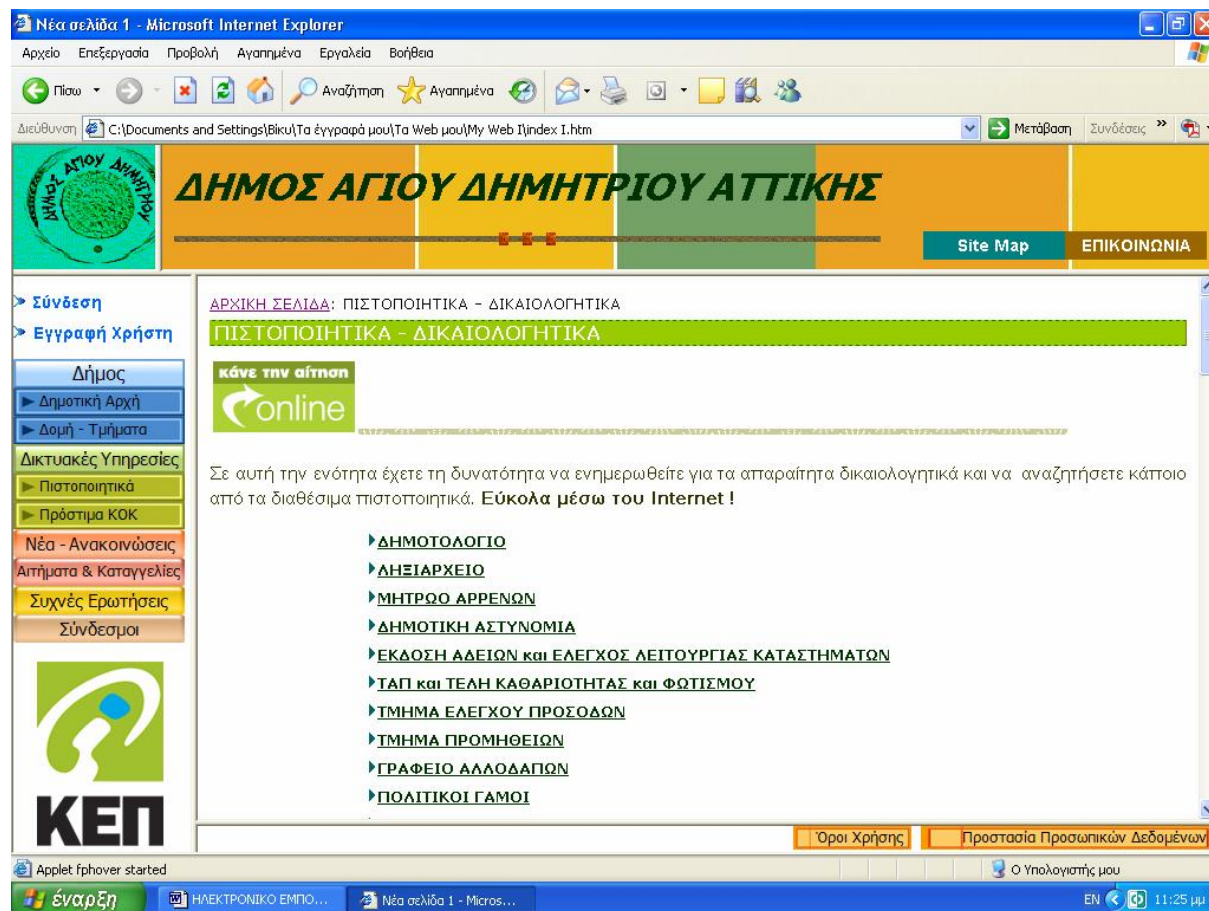 Νέα σελίδα 1 - Microsoft Internet Explorer
Αρχείο Επεξεργασία Προβολή Αγαπημένα Εργαλεία Βοήθεια
Πίσω Αναζήτηση Αγαπημένα
Διεύθυνση C:\Documents and Settings\Βiκu\Τα έγγραφά μου\Τα Web μου\My Web I\index I.htm Μετάβαση Συνδέσεις »
ΔΗΜΟΣ ΑΓΙΟΥ ΔΗΜΗΤΡΙΟΥ
ΔΗΜΟΣ ΑΓΙΟΥ ΔΗΜΗΤΡΙΟΥ ΑΤΤΙΚΗΣ
Site Map ΕΠΙΚΟΙΝΩΝΙΑ
Σύνδεση
Εγγραφή Χρήστη
Δήμος
Δημοτική Αρχή
Δομή - Τμήματα
Δικτυακές Υπηρεσίες
Πιστοποιητικά
Πρόστιμα ΚΟΚ
Νέα - Ανακοινώσεις
Αιτήματα & Καταγγελίες
Συχνές Ερωτήσεις
Σύνδεσμοι
ΚΕΠ
ΑΡΧΙΚΗ ΣΕΛΙΔΑ: ΠΙΣΤΟΠΟΙΗΤΙΚΑ - ΔΙΚΑΙΟΛΟΓΗΤΙΚΑ
ΠΙΣΤΟΠΟΙΗΤΙΚΑ - ΔΙΚΑΙΟΛΟΓΗΤΙΚΑ
κάνε την αίτηση
online
Σε αυτή την ενότητα έχετε τη δυνατότητα να ενημερωθείτε για τα απαραίτητα δικαιολογητικά και να αναζητήσετε κάποιο
από τα διαθέσιμα πιστοποιητικά. Εύκολα μέσω του Internet !
ΔΗΜΟΤΟΛΟΓΙΟ
ΛΗΞΙΑΡΧΕΙΟ
ΜΗΤΡΩΟ ΑΡΡΕΝΩΝ
ΔΗΜΟΤΙΚΗ ΑΣΤΥΝΟΜΙΑ
ΕΚΔΟΣΗ ΑΔΕΙΩΝ και ΕΛΕΓΧΟΣ ΛΕΙΤΟΥΡΓΙΑΣ ΚΑΤΑΣΤΗΜΑΤΩΝ
ΤΑΠ και ΤΕΛΗ ΚΑΘΑΡΙΟΤΗΤΑΣ και ΦΩΤΙΣΜΟΥ
ΤΜΗΜΑ ΕΛΕΓΧΟΥ ΠΡΟΣΟΔΩΝ
ΤΜΗΜΑ ΠΡΟΜΗΘΕΙΩΝ
ΓΡΑΦΕΙΟ ΑΛΛΟΔΑΠΩΝ
ΠΟΛΙΤΙΚΟΙ ΓΑΜΟΙ
Όροι Χρήσης Προστασία Προσωπικών Δεδομένων
Applet fphover started Ο Υπολογιστής μου
έναρξη ΗΛΕΚΤΡΟΝΙΚΟ ΕΜΠΟ... Νέα σελίδα 1 - Micros... EN 11:25 μμ